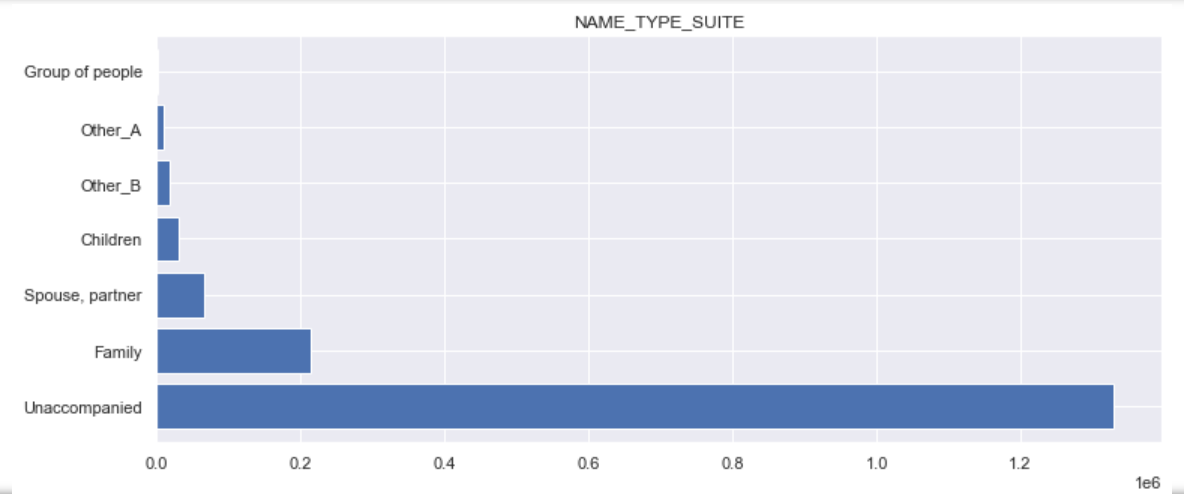 NAME_TYPE_SUITE
Group of people
Other_A
Other_B
Children
Spouse, partner
Family
Unaccompanied
0.0 0.2 0.4 0.6 0.8 1.0 1.2
1e6